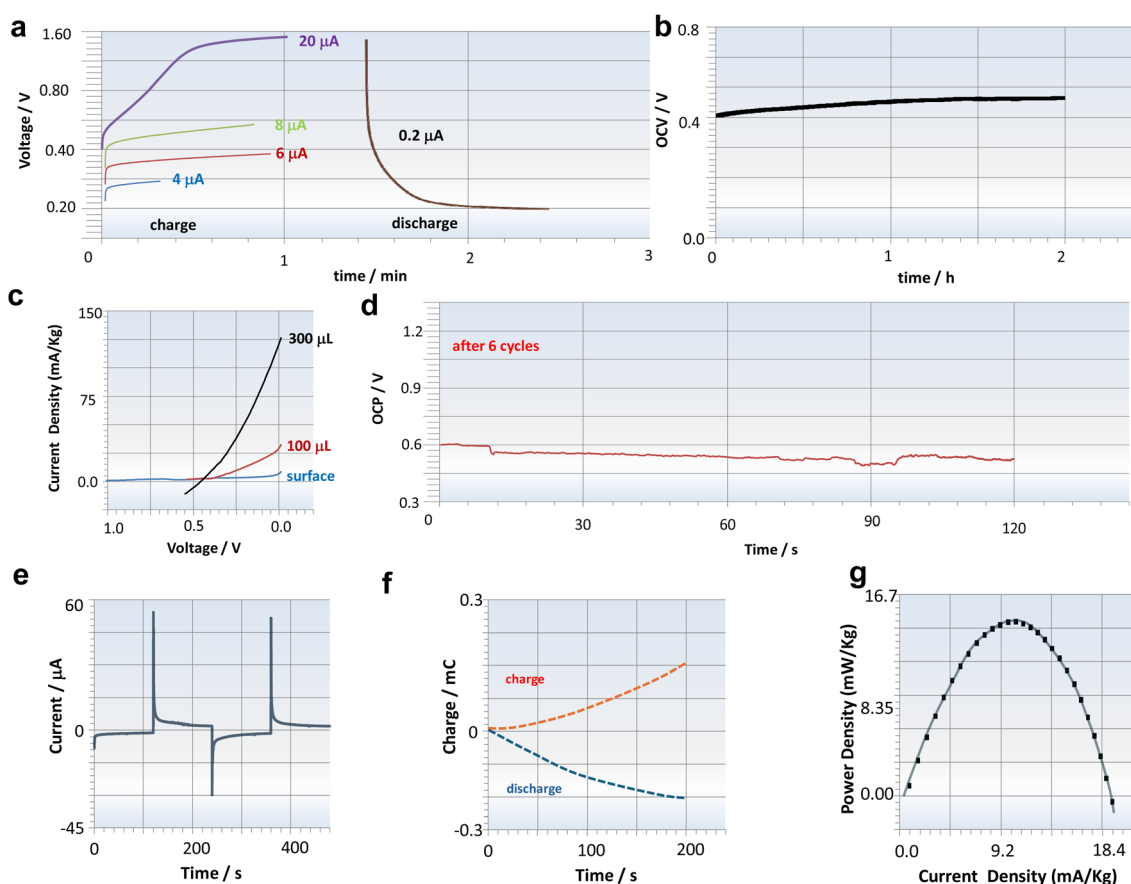 a
1.60
0.80
0.40
0.20
Voltage / V
20 μA
8 μA
6 μA
4 μA
0.2 μA
charge
discharge
0
1
2
3
time / min
b
0.8
0.4
0.0
OCV / V
0
1
2
time / h
c
150
75
0.0
Current Density (mA/Kg)
300 μL
100 μL
surface
1.0
0.5
0.0
Voltage / V
d
1.2
0.9
0.6
0.3
OCP / V
after 6 cycles
0
30
60
90
120
Time / s
e
60
0
-45
Current / μA
0
200
400
Time / s
f
0.3
0
-0.3
Charge / mC
charge
discharge
0
100
200
Time / s
g
16.7
8.35
0.00
Power Density (mW/Kg)
0.0
9.2
18.4
Current Density (mA/Kg)